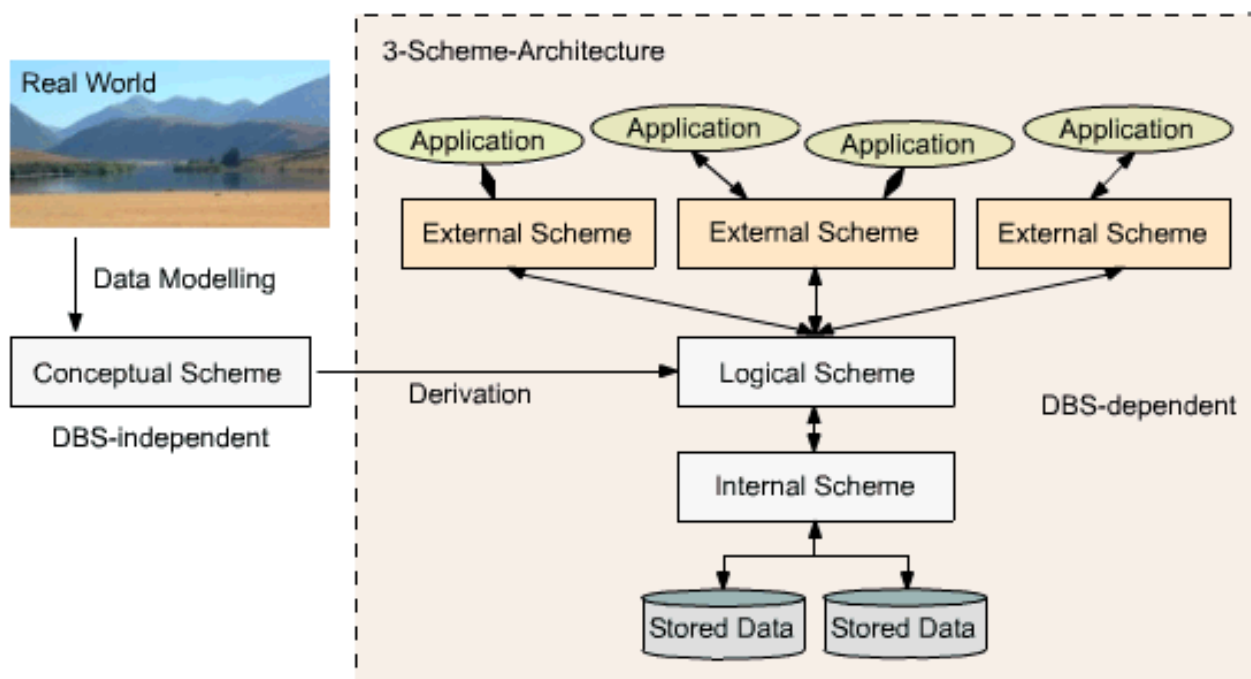 3-Scheme-Architecture
Real World
Application
Application
Application
Application
External Scheme
External Scheme
External Scheme
Data Modelling
Conceptual Scheme
Derivation
Logical Scheme
DBS-independent
DBS-dependent
Internal Scheme
Stored Data
Stored Data